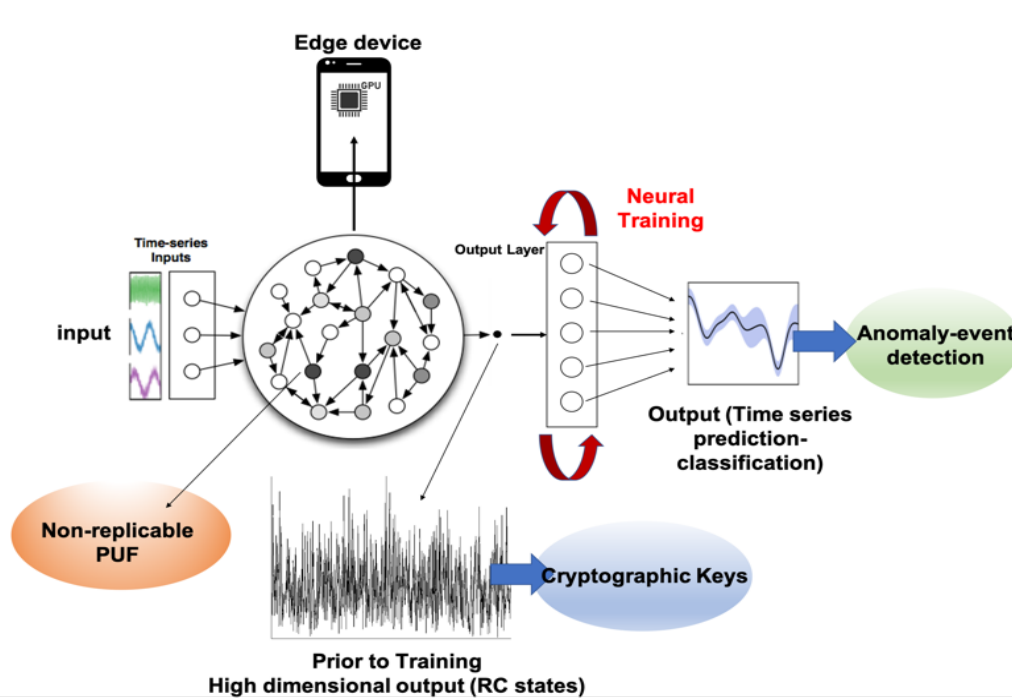 Edge device
GPU
Time-series
Inputs
input
Output Layer
Neural
Training
Anomaly-event
detection
Output (Time series
prediction-
classification)
Non-replicable
PUF
Cryptographic Keys
Prior to Training
High dimensional output (RC states)